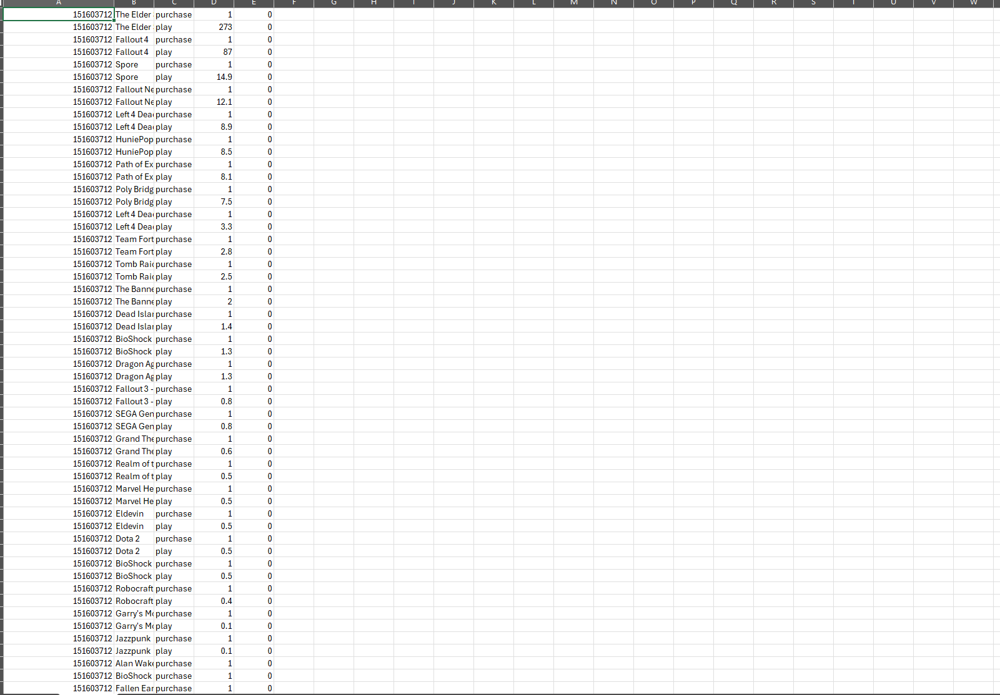 A B C D E F G H I J K L M N O P Q R S T U V W
151603712 The Elder purchase 1 0
151603712 The Elder play 273 0
151603712 Fallout 4 purchase 1 0
151603712 Fallout 4 play 87 0
151603712 Spore purchase 1 0
151603712 Spore play 14.9 0
151603712 Fallout Ne purchase 1 0
151603712 Fallout Ne play 12.1 0
151603712 Left 4 Dea purchase 1 0
151603712 Left 4 Dea play 8.9 0
151603712 HuniePop purchase 1 0
151603712 HuniePop play 8.5 0
151603712 Path of Ex purchase 1 0
151603712 Path of Ex play 8.1 0
151603712 Poly Bridg purchase 1 0
151603712 Poly Bridg play 7.5 0
151603712 Left 4 Dea purchase 1 0
151603712 Left 4 Dea play 3.3 0
151603712 Team Fort purchase 1 0
151603712 Team Fort play 2.8 0
151603712 Tomb Rai purchase 1 0
151603712 Tomb Rai play 2.5 0
151603712 The Banne purchase 1 0
151603712 The Banne play 2 0
151603712 Dead Isla purchase 1 0
151603712 Dead Isla play 1.4 0
151603712 BioShock purchase 1 0
151603712 BioShock play 1.3 0
151603712 Dragon Ag purchase 1 0
151603712 Dragon Ag play 1.3 0
151603712 Fallout 3 - purchase 1 0
151603712 Fallout 3 - play 0.8 0
151603712 SEGA Gen purchase 1 0
151603712 SEGA Gen play 0.8 0
151603712 Grand The purchase 1 0
151603712 Grand The play 0.6 0
151603712 Realm of t purchase 1 0
151603712 Realm of t play 0.5 0
151603712 Marvel He purchase 1 0
151603712 Marvel He play 0.5 0
151603712 Eldevin purchase 1 0
151603712 Eldevin play 0.5 0
151603712 Dota 2 purchase 1 0
151603712 Dota 2 play 0.5 0
151603712 BioShock purchase 1 0
151603712 BioShock play 0.5 0
151603712 Robocraft purchase 1 0
151603712 Robocraft play 0.4 0
151603712 Garry's Mo purchase 1 0
151603712 Garry's Mo play 0.1 0
151603712 Jazzpunk purchase 1 0
151603712 Jazzpunk play 0.1 0
151603712 Alan Wake purchase 1 0
151603712 BioShock purchase 1 0
151603712 Fallen Ear purchase 1 0